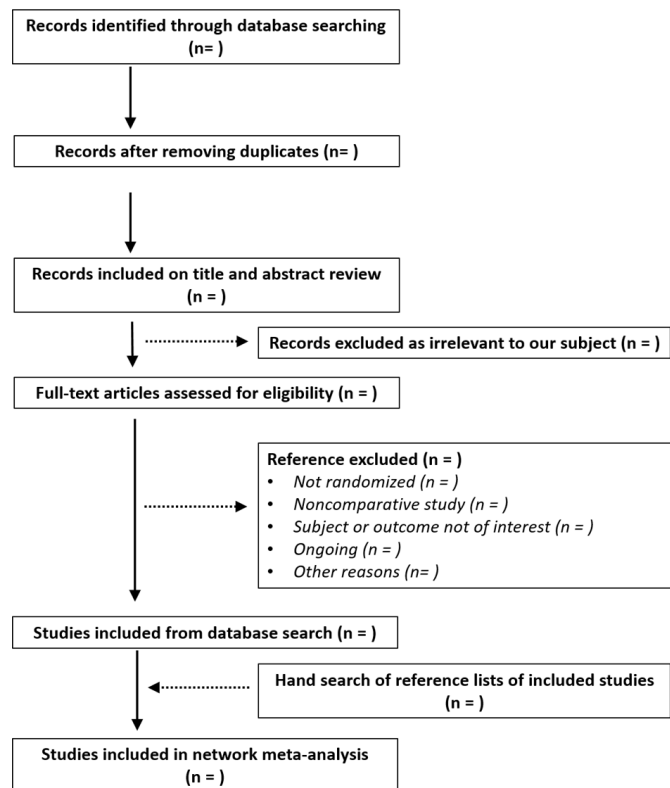 Records identified through database searching
(n= )
Records after removing duplicates (n= )
Records included on title and abstract review
(n = )
Records excluded as irrelevant to our subject (n = )
Full-text articles assessed for eligibility (n = )
Reference excluded (n = )
• Not randomized (n = )
• Noncomparative study (n = )
• Subject or outcome not of interest (n = )
• Ongoing (n = )
• Other reasons (n= )
Studies included from database search (n = )
Hand search of reference lists of included studies
(n = )
Studies included in network meta-analysis
(n = )